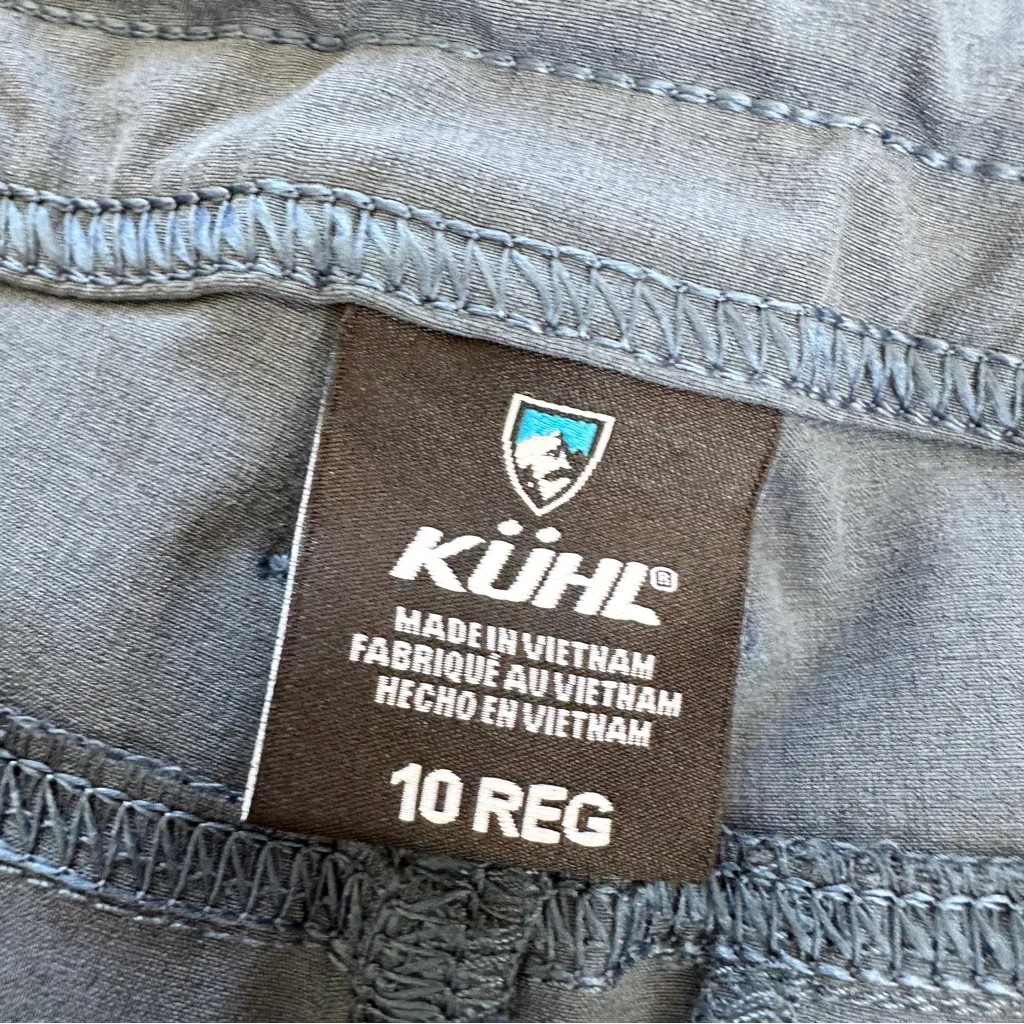 KÜHL®
MADE IN VIETNAM
FABRIQUÉ AU VIETNAM
HECHO EN VIETNAM
10 REG